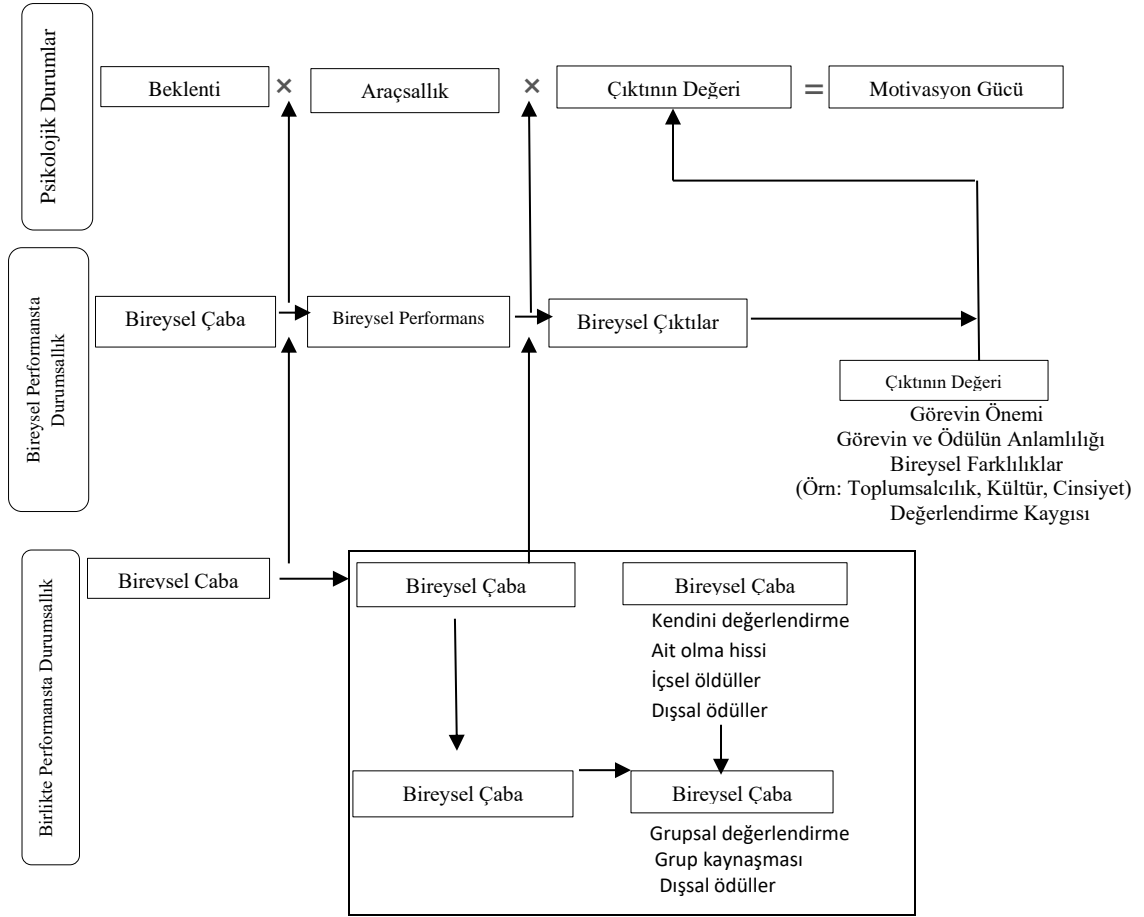 Psikolojik Durumlar
Beklenti
×
Araçsallık
×
Çıktının Değeri
=
Motivasyon Gücü
Bireysel Performansta
Durumsallık
Bireysel Çaba
Bireysel Performans
Bireysel Çıktılar
Çıktının Değeri
Görevin Önemi
Görevin ve Ödülün Anlamlılığı
Bireysel Farklılıklar
(Örn: Toplumsalcılık, Kültür, Cinsiyet)
Değerlendirme Kaygısı
Birlikte Performansta Durumsallık
Bireysel Çaba
Bireysel Çaba
Bireysel Çaba
Kendini değerlendirme
Ait olma hissi
İçsel öldüller
Dışsal ödüller
Bireysel Çaba
Bireysel Çaba
Grupsal değerlendirme
Grup kaynaşması
Dışsal ödüller